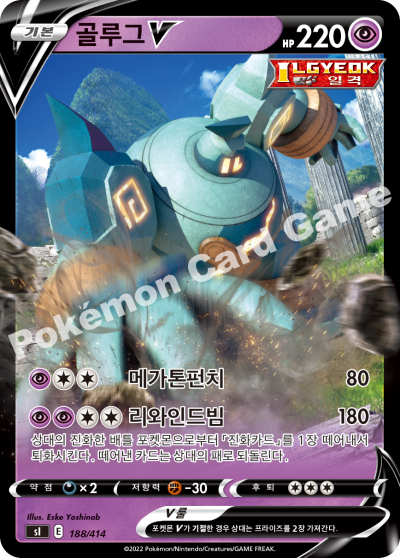 기본 골루그V HP 220
ILGYEOK
일격
Pokémon Card Game
메가톤펀치 80
리와인드빔 180
상대의 진화한 배틀 포켓몬으로부터 「진화카드」를 1장 떼어내서
퇴화시킨다. 떼어낸 카드는 상대의 패로 되돌린다.
약점 ×2 저항력 -30 후퇴
Illus. Eske Yoshinob
sI E 188/414
V룰
포켓몬V가 기절한 경우 상대는 프라이즈를 2장 가져간다.
©2022 Pokémon/Nintendo/Creatures/GAME FREAK.